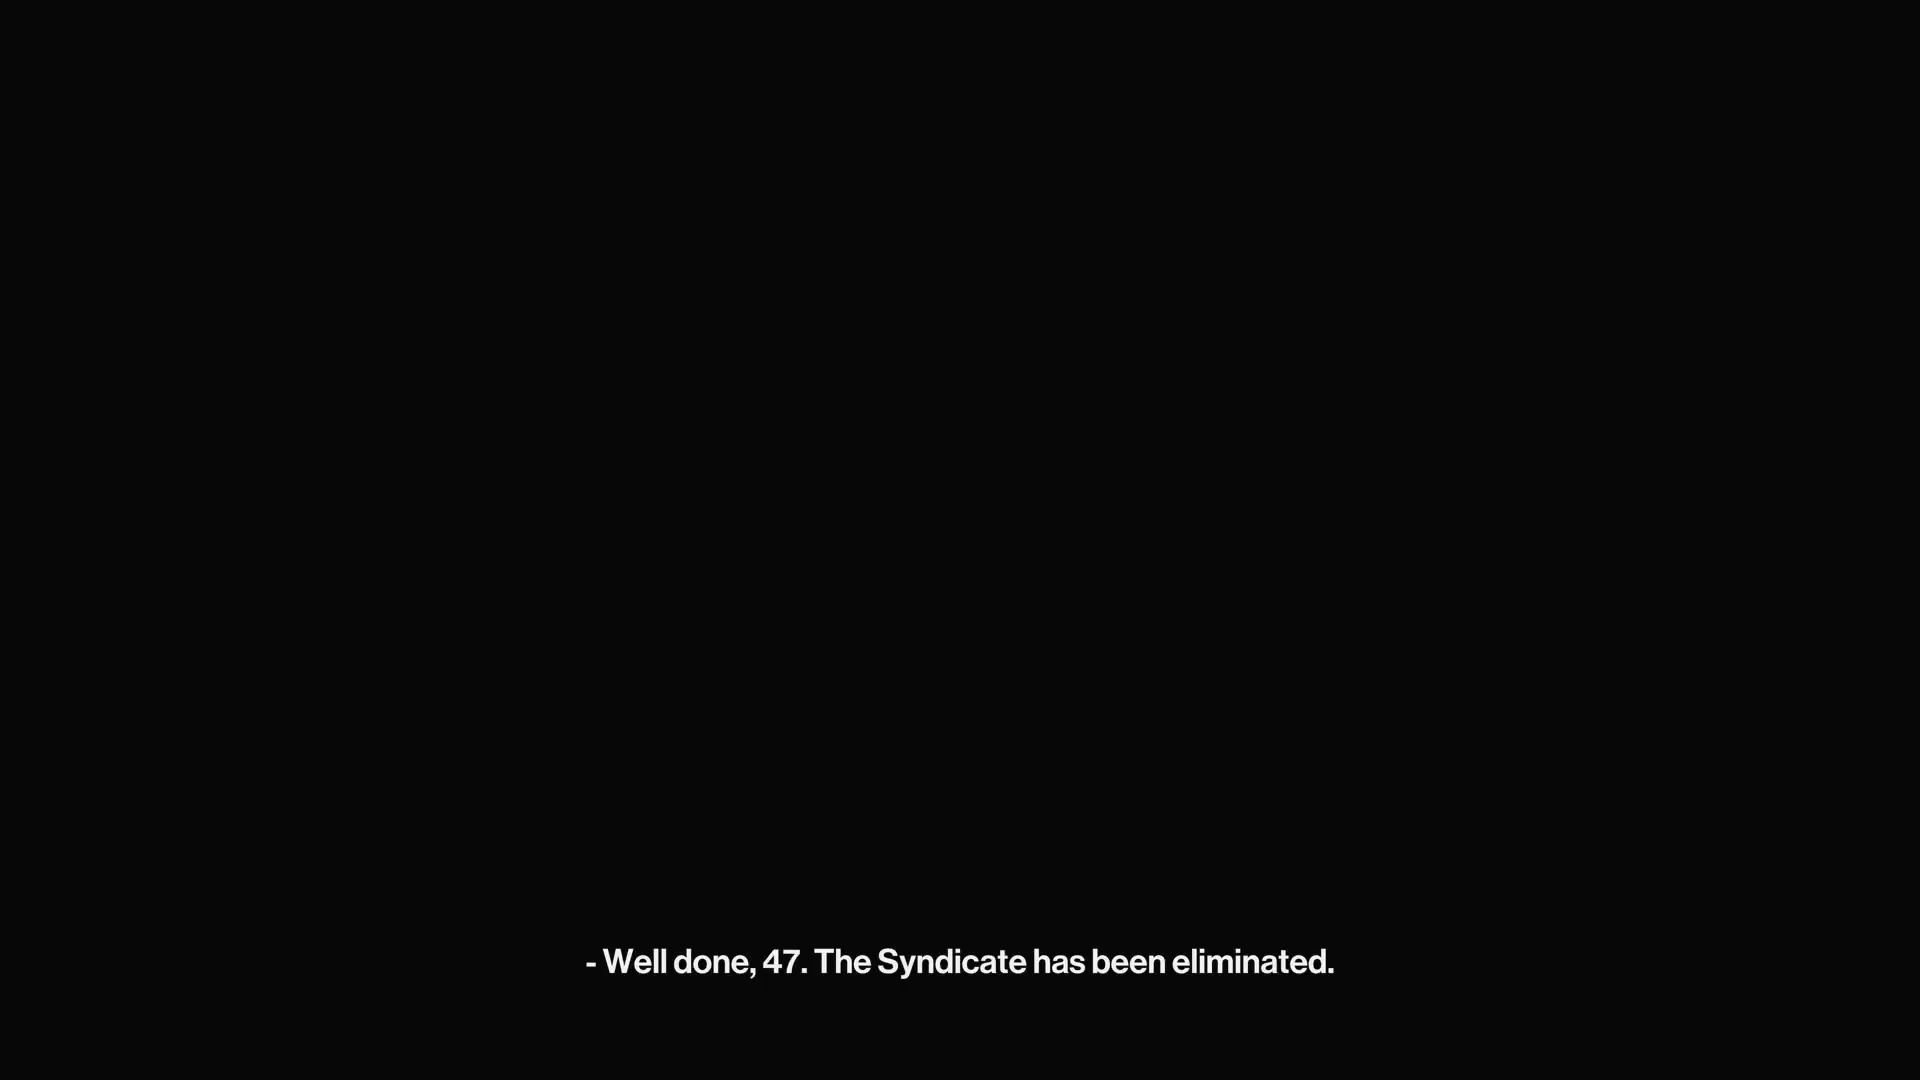 - Well done, 47. The Syndicate has been eliminated.